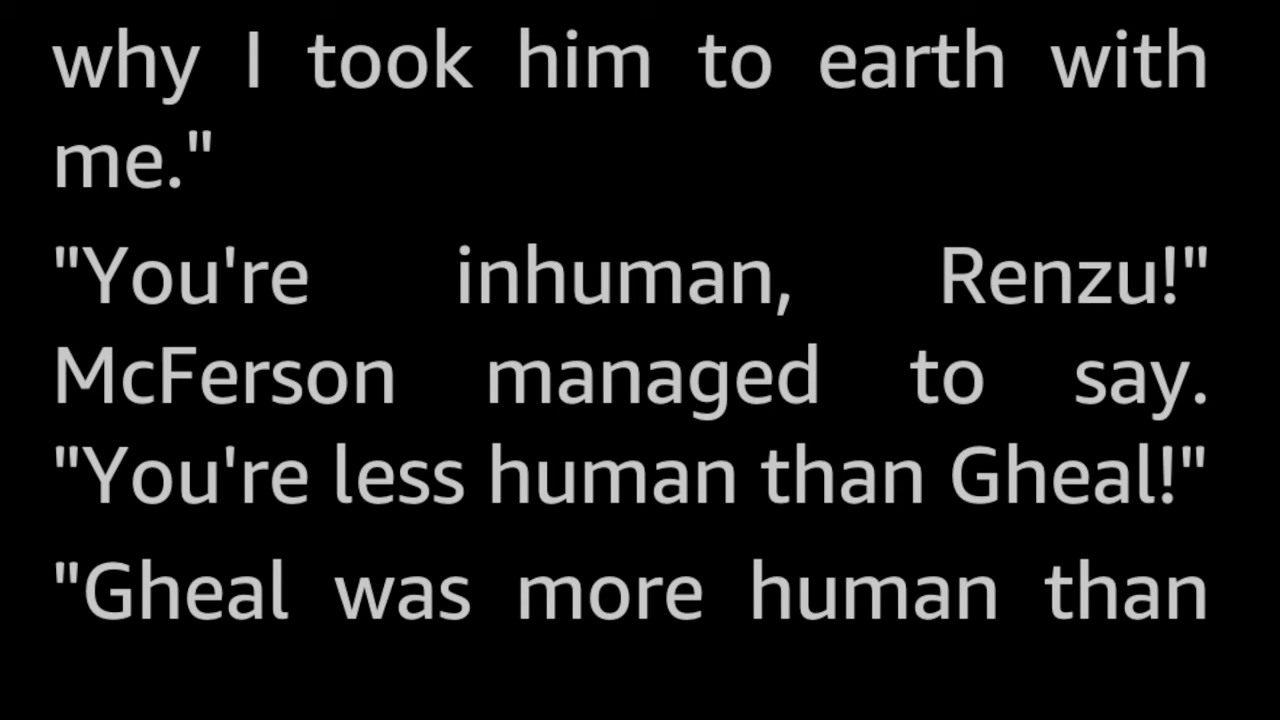 why I took him to earth with
me."
"You're inhuman, Renzu!"
McFerson managed to say.
"You're less human than Gheal!"
"Gheal was more human than